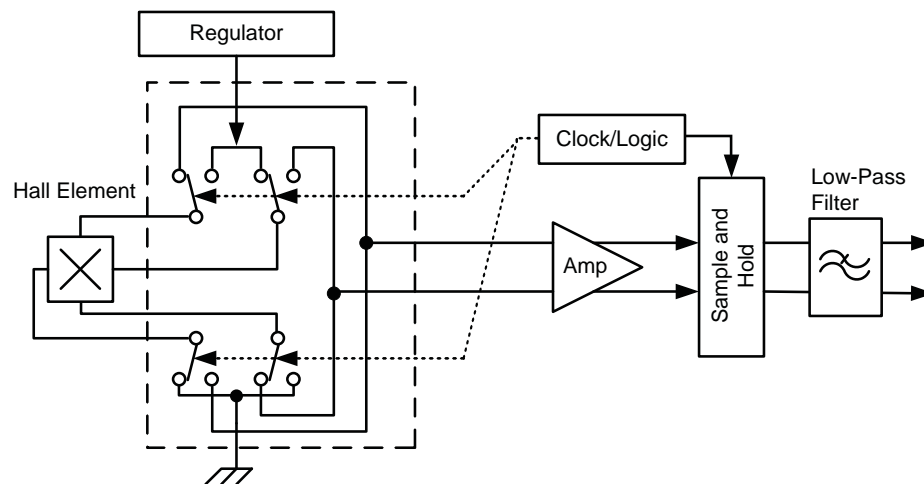 Regulator
Clock/Logic
Hall Element
Low-Pass
Filter
Amp
Sample and
Hold